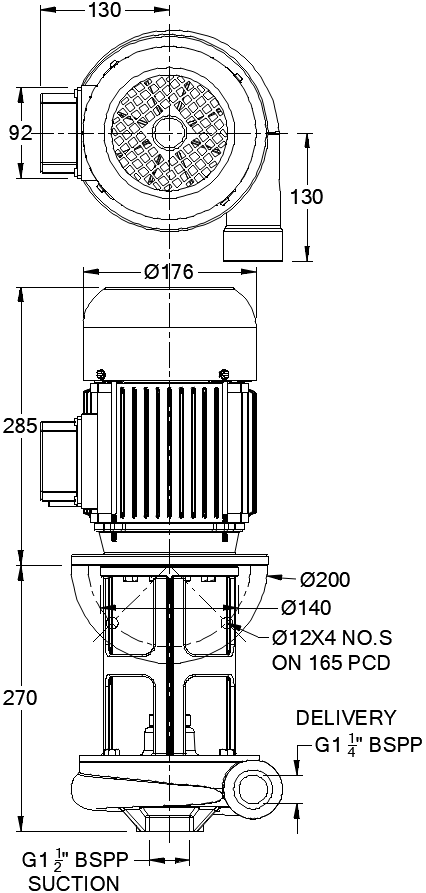 130
92
130
Ø176
285
Ø200
Ø140
Ø12X4 NO.S
ON 165 PCD
270
DELIVERY
G1 1/4" BSPP
G1 1/2" BSPP
SUCTION